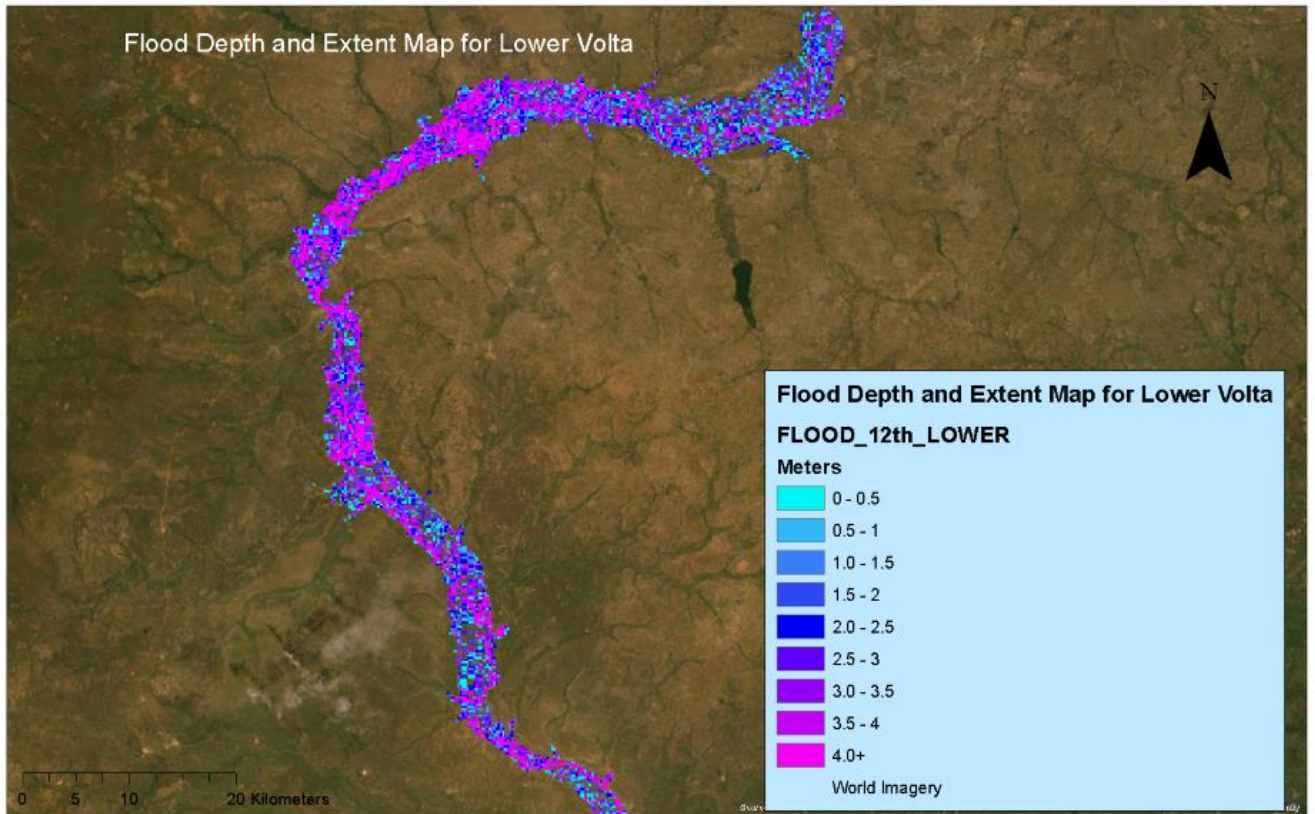 Flood Depth and Extent Map for Lower Volta
N
Flood Depth and Extent Map for Lower Volta
FLOOD_12th_LOWER
Meters
0 - 0.5
0.5 - 1
1.0 - 1.5
1.5 - 2
2.0 - 2.5
2.5 - 3
3.0 - 3.5
3.5 - 4
4.0+
World Imagery
0 5 10 20 Kilometers